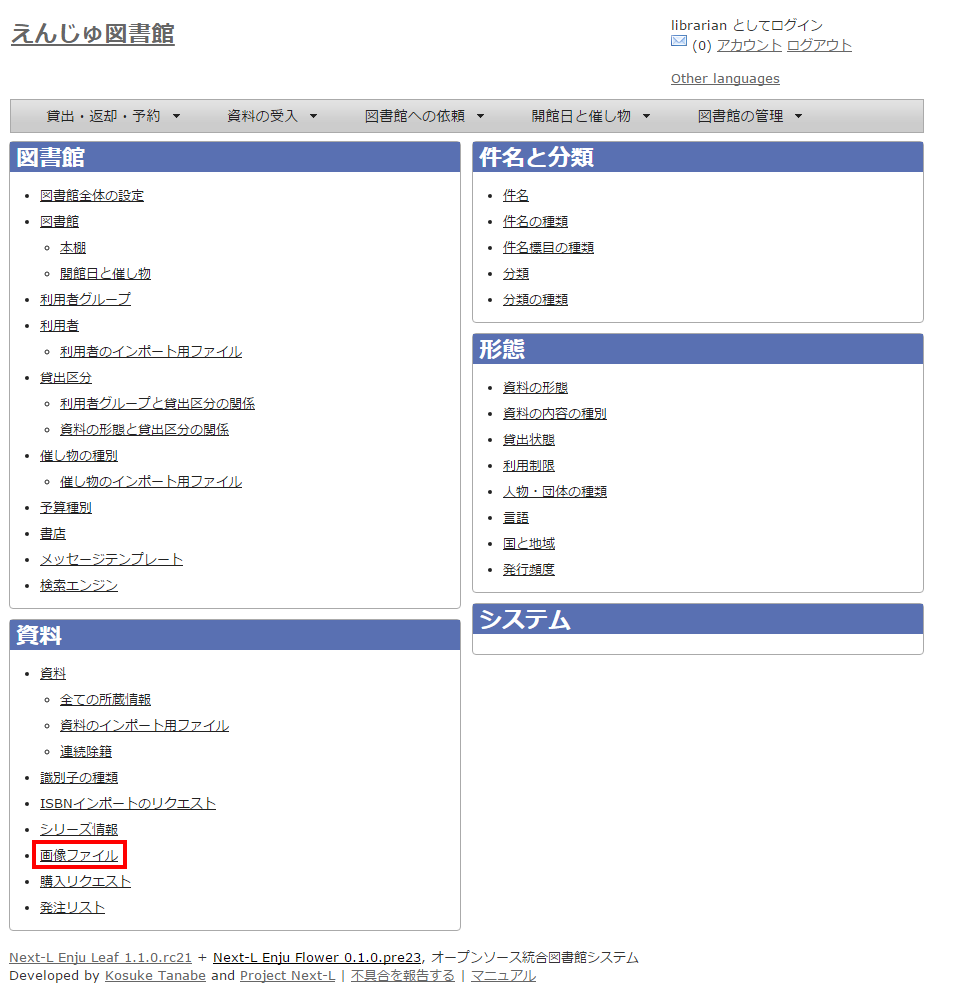 えんじゅ図書館
librarian としてログイン
(0) アカウント ログアウト
Other languages
貸出・返却・予約 ▼ 資料の受入 ▼ 図書館への依頼 ▼ 開館日と催し物 ▼ 図書館の管理 ▼
図書館
図書館全体の設定
図書館
本棚
開館日と催し物
利用者グループ
利用者
利用者のインポート用ファイル
貸出区分
利用者グループと貸出区分の関係
資料の形態と貸出区分の関係
催し物の種別
催し物のインポート用ファイル
予算種別
書店
メッセージテンプレート
検索エンジン
資料
資料
全ての所蔵情報
資料のインポート用ファイル
連続除籍
識別子の種類
ISBNインポートのリクエスト
シリーズ情報
画像ファイル
購入リクエスト
発注リスト
件名と分類
件名
件名の種類
件名標目の種類
分類
分類の種類
形態
資料の形態
資料の内容の種別
貸出状態
利用制限
人物・団体の種類
言語
国と地域
発行頻度
システム
Next-L Enju Leaf 1.1.0.rc21 + Next-L Enju Flower 0.1.0.pre23, オープンソース統合図書館システム
Developed by Kosuke Tanabe and Project Next-L | 不具合を報告する | マニュアル